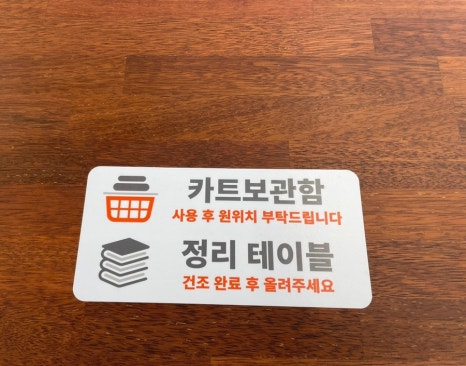 카트보관함
사용 후 원위치 부탁드립니다
정리 테이블
건조 완료 후 올려주세요